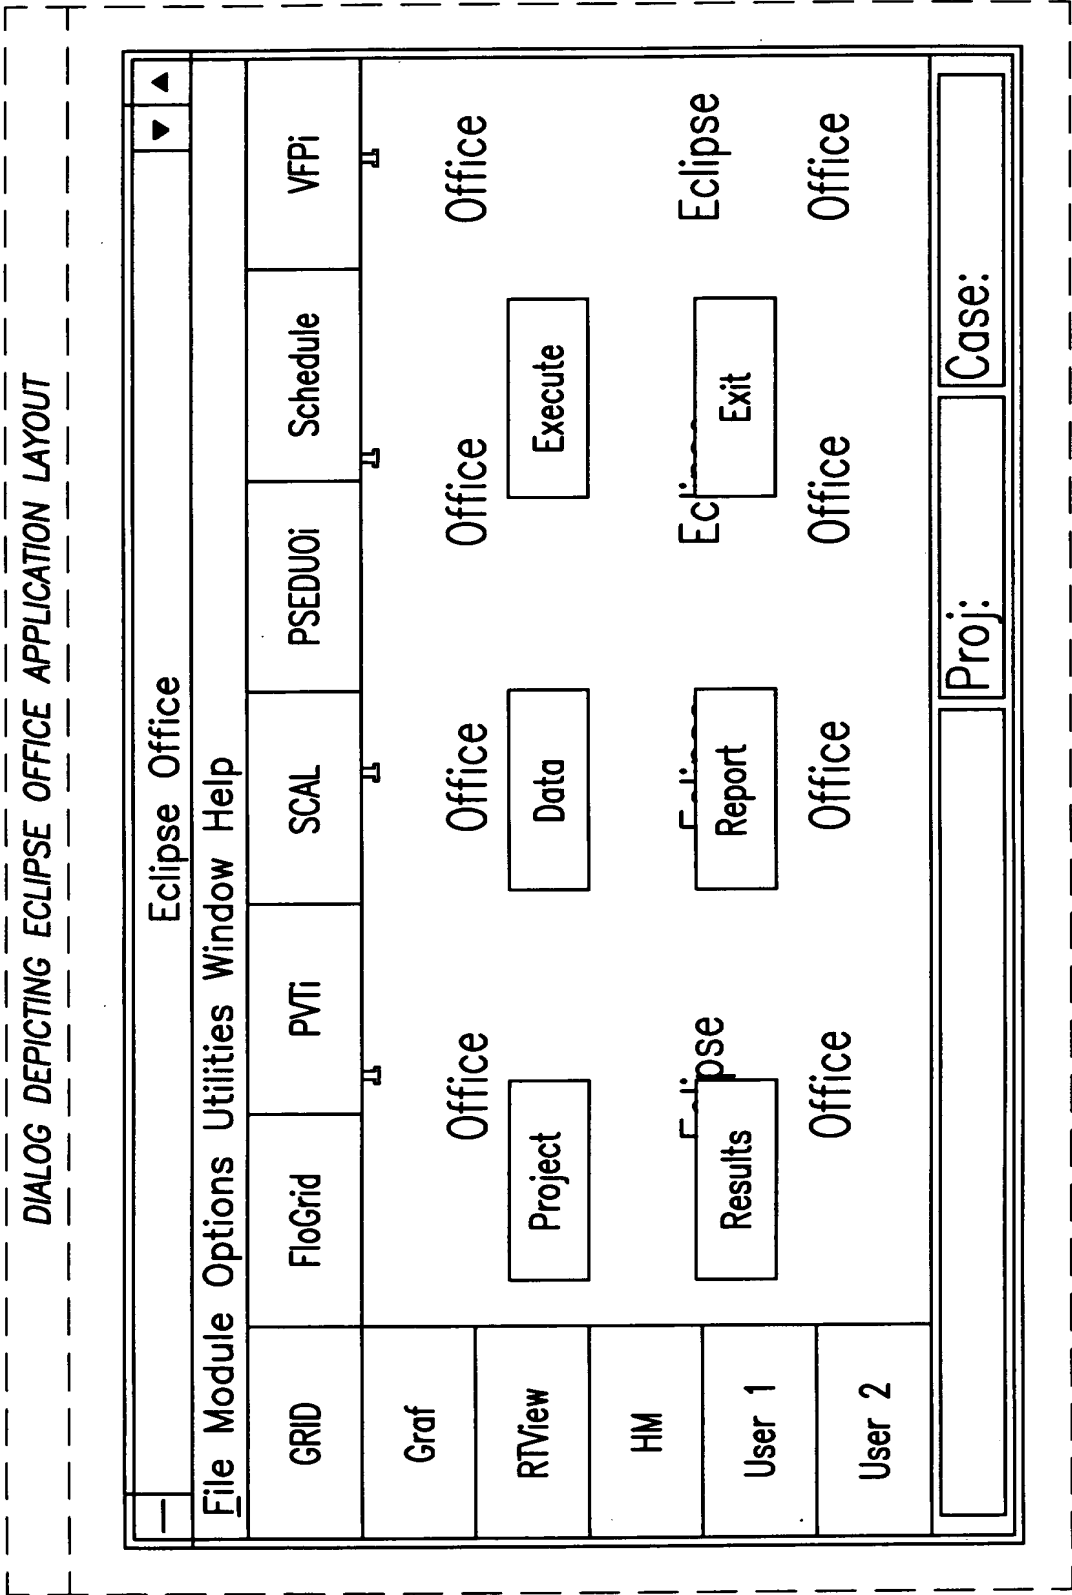 DIALOG DEPICTING ECLIPSE OFFICE APPLICATION LAYOUT
Eclipse Office
File Module Options Utilities Window Help
GRID FloGrid PVTi SCAL PSEDUOi Schedule VFPi
Graf
Office Office Office Office
RTView
Project Data Execute
HM
Eclipse
Results Report Exit
User 1
Office Office Office Office
User 2
Proj: Case: